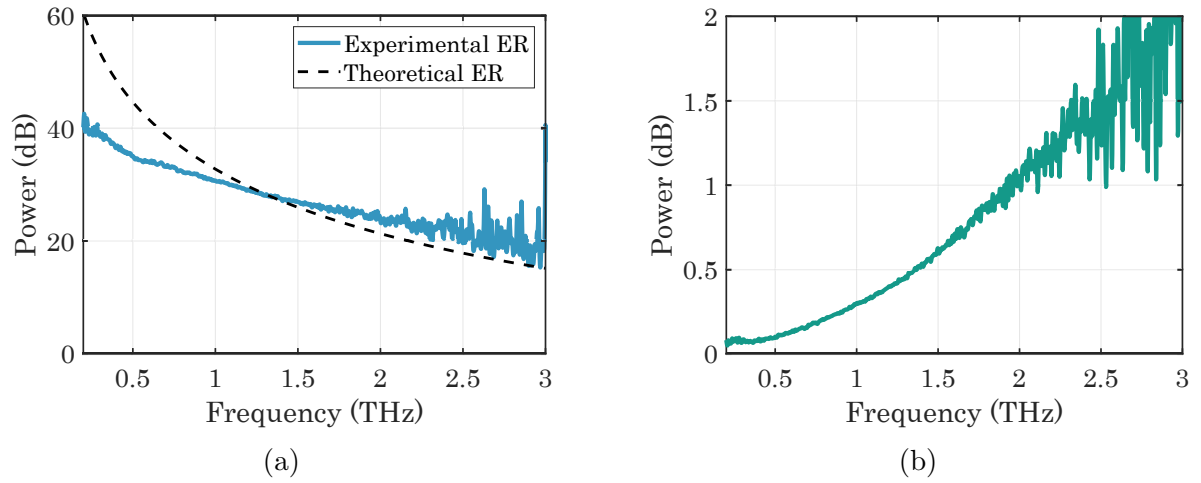 60
40
20
0
Power (dB)
Experimental ER
Theoretical ER
0.5
1
1.5
2
2.5
3
Frequency (THz)
(a)
2
1.5
1
0.5
0
Power (dB)
0.5
1
1.5
2
2.5
3
Frequency (THz)
(b)